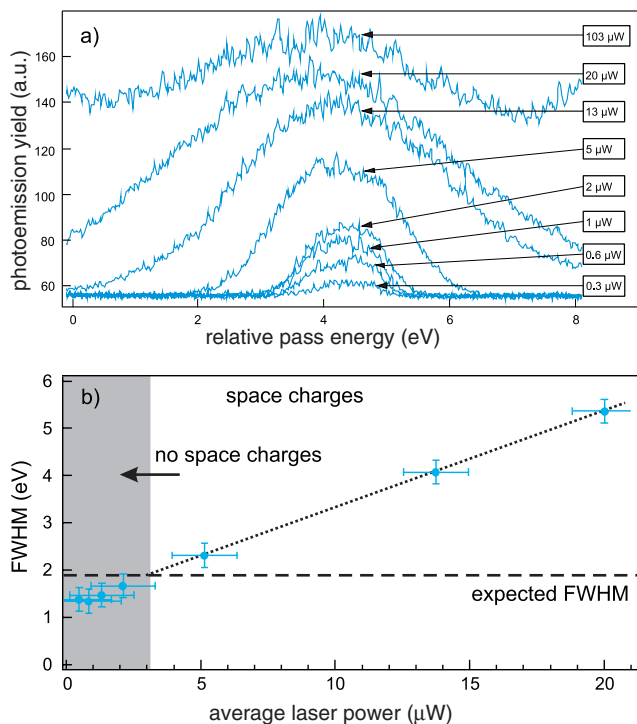 a)
photoemission yield (a.u.)
160
140
120
100
80
60
103 µW
20 µW
13 µW
5 µW
2 µW
1 µW
0.6 µW
0.3 µW
0 2 4 6 8
relative pass energy (eV)
b)
FWHM (eV)
6
5
4
3
2
1
0
space charges
no space charges
expected FWHM
0 5 10 15 20
average laser power (µW)